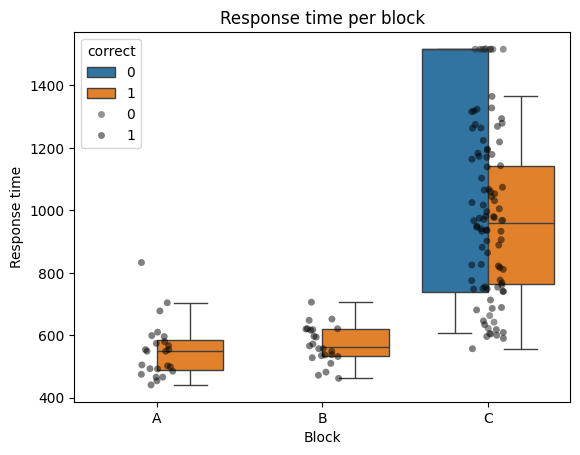 Response time per block
correct
0
1
0
1
1400
1200
1000
800
600
400
Response time
A B C
Block